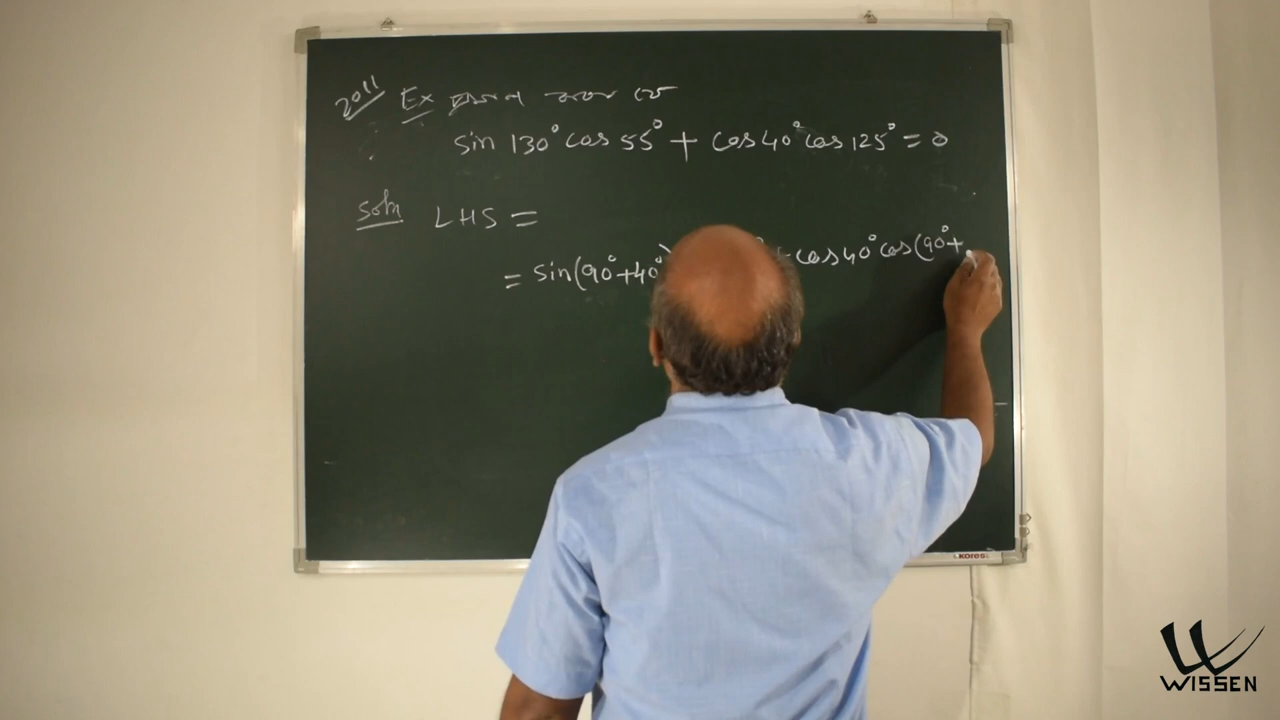 2011 Ex
sin 130° cos 55° + cos 40° cos 125° = 0
Soln LHS =
= sin(90°+40°) + cos 40° cos(90°+
KORES
WISSEN